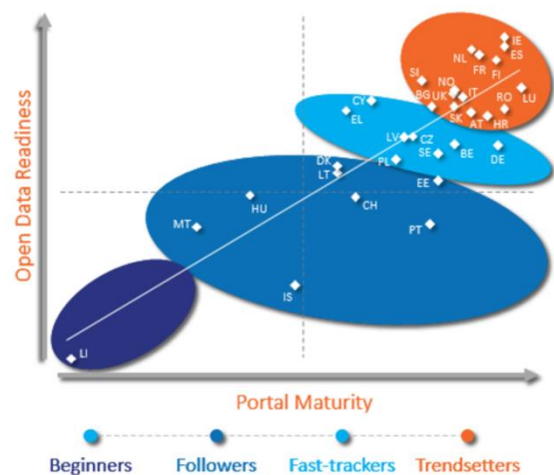 Open Data Readiness
IE
NL
ES
FR
FI
SI
NO
IT
LU
BG
UK
CY
RO
EL
SK
AT
HR
LV
CZ
SE
BE
DE
PL
DK
LT
EE
HU
CH
MT
PT
IS
LI
Portal Maturity
Beginners
Followers
Fast-trackers
Trendsetters